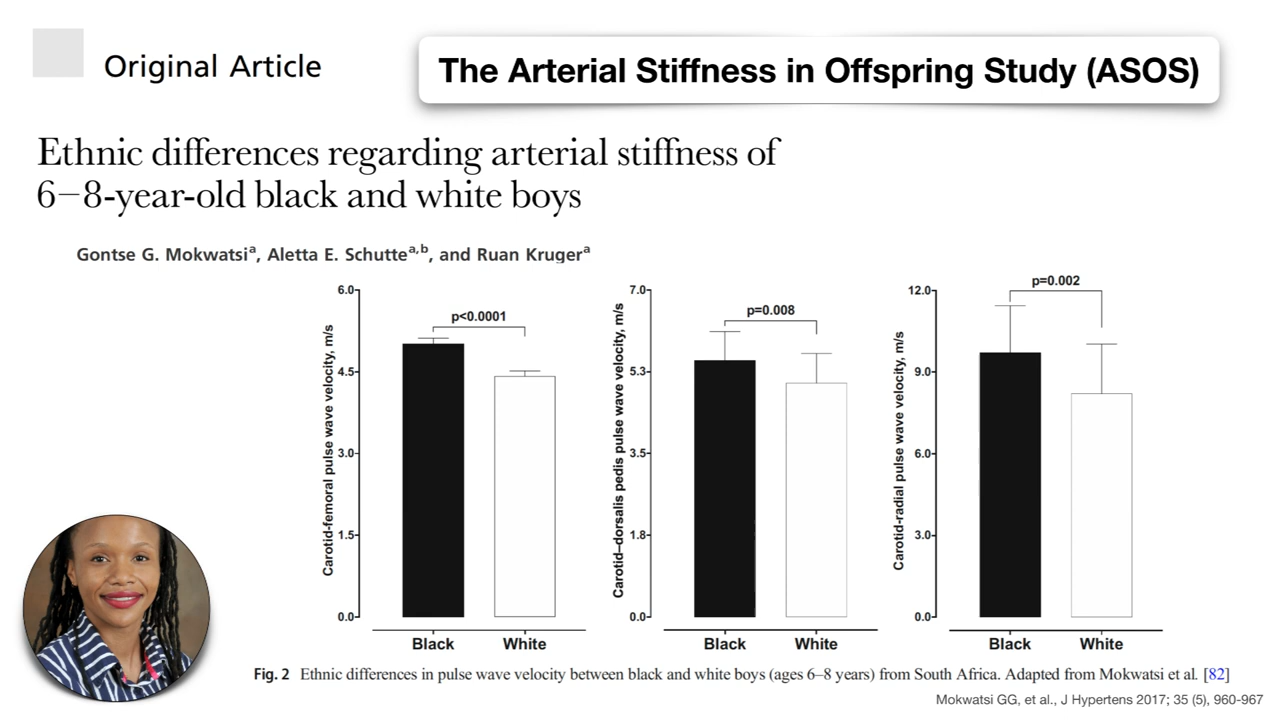 Original Article
The Arterial Stiffness in Offspring Study (ASOS)
Ethnic differences regarding arterial stiffness of
6–8-year-old black and white boys
Gontse G. Mokwatsiᵃ, Aletta E. Schutteᵃ,ᵇ, and Ruan Krugerᵃ
Carotid-femoral pulse wave velocity, m/s
6.0
4.5
3.0
1.5
0.0
p<0.0001
Black White
Carotid–dorsalis pedis pulse wave velocity, m/s
7.0
5.3
3.5
1.8
0.0
p=0.008
Black White
Carotid-radial pulse wave velocity, m/s
12.0
9.0
6.0
3.0
0.0
p=0.002
Black White
Fig. 2 Ethnic differences in pulse wave velocity between black and white boys (ages 6–8 years) from South Africa. Adapted from Mokwatsi et al. [82]
Mokwatsi GG, et al., J Hypertens 2017; 35 (5), 960-967